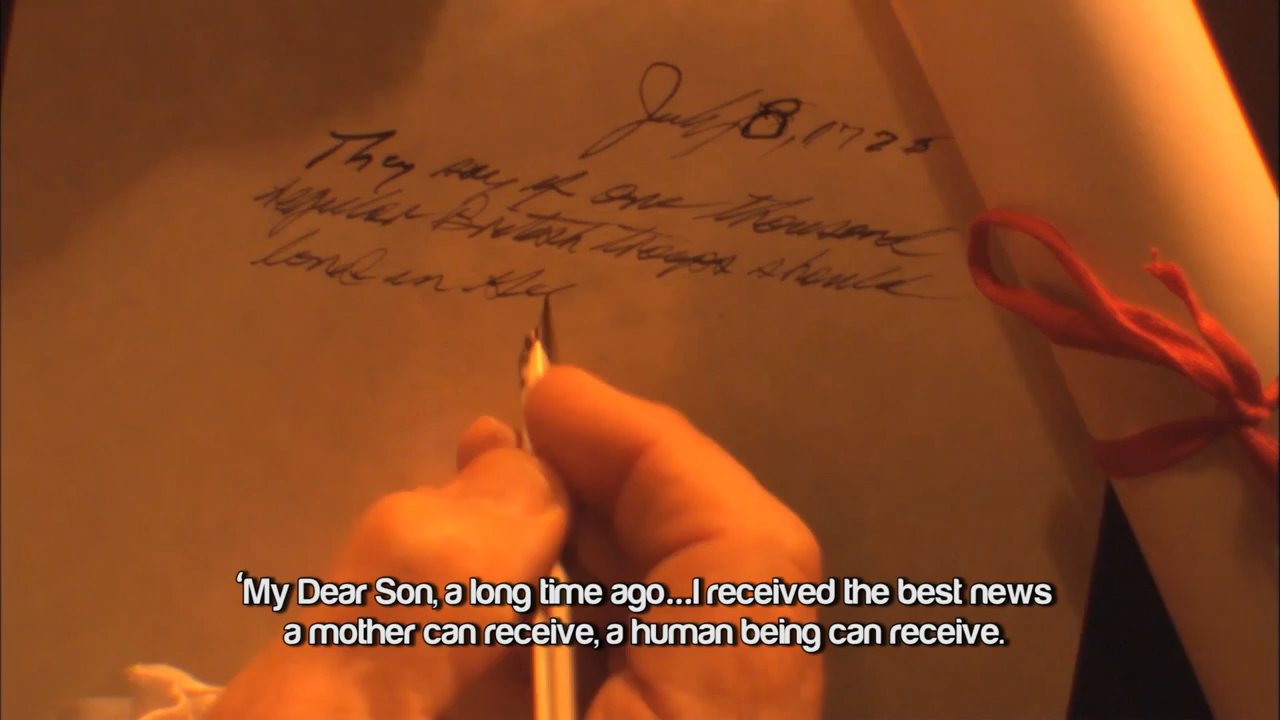 July 8, 1775
They say if one thousand
regular British troops should
land in the
‘My Dear Son, a long time ago...I received the best news
a mother can receive, a human being can receive.